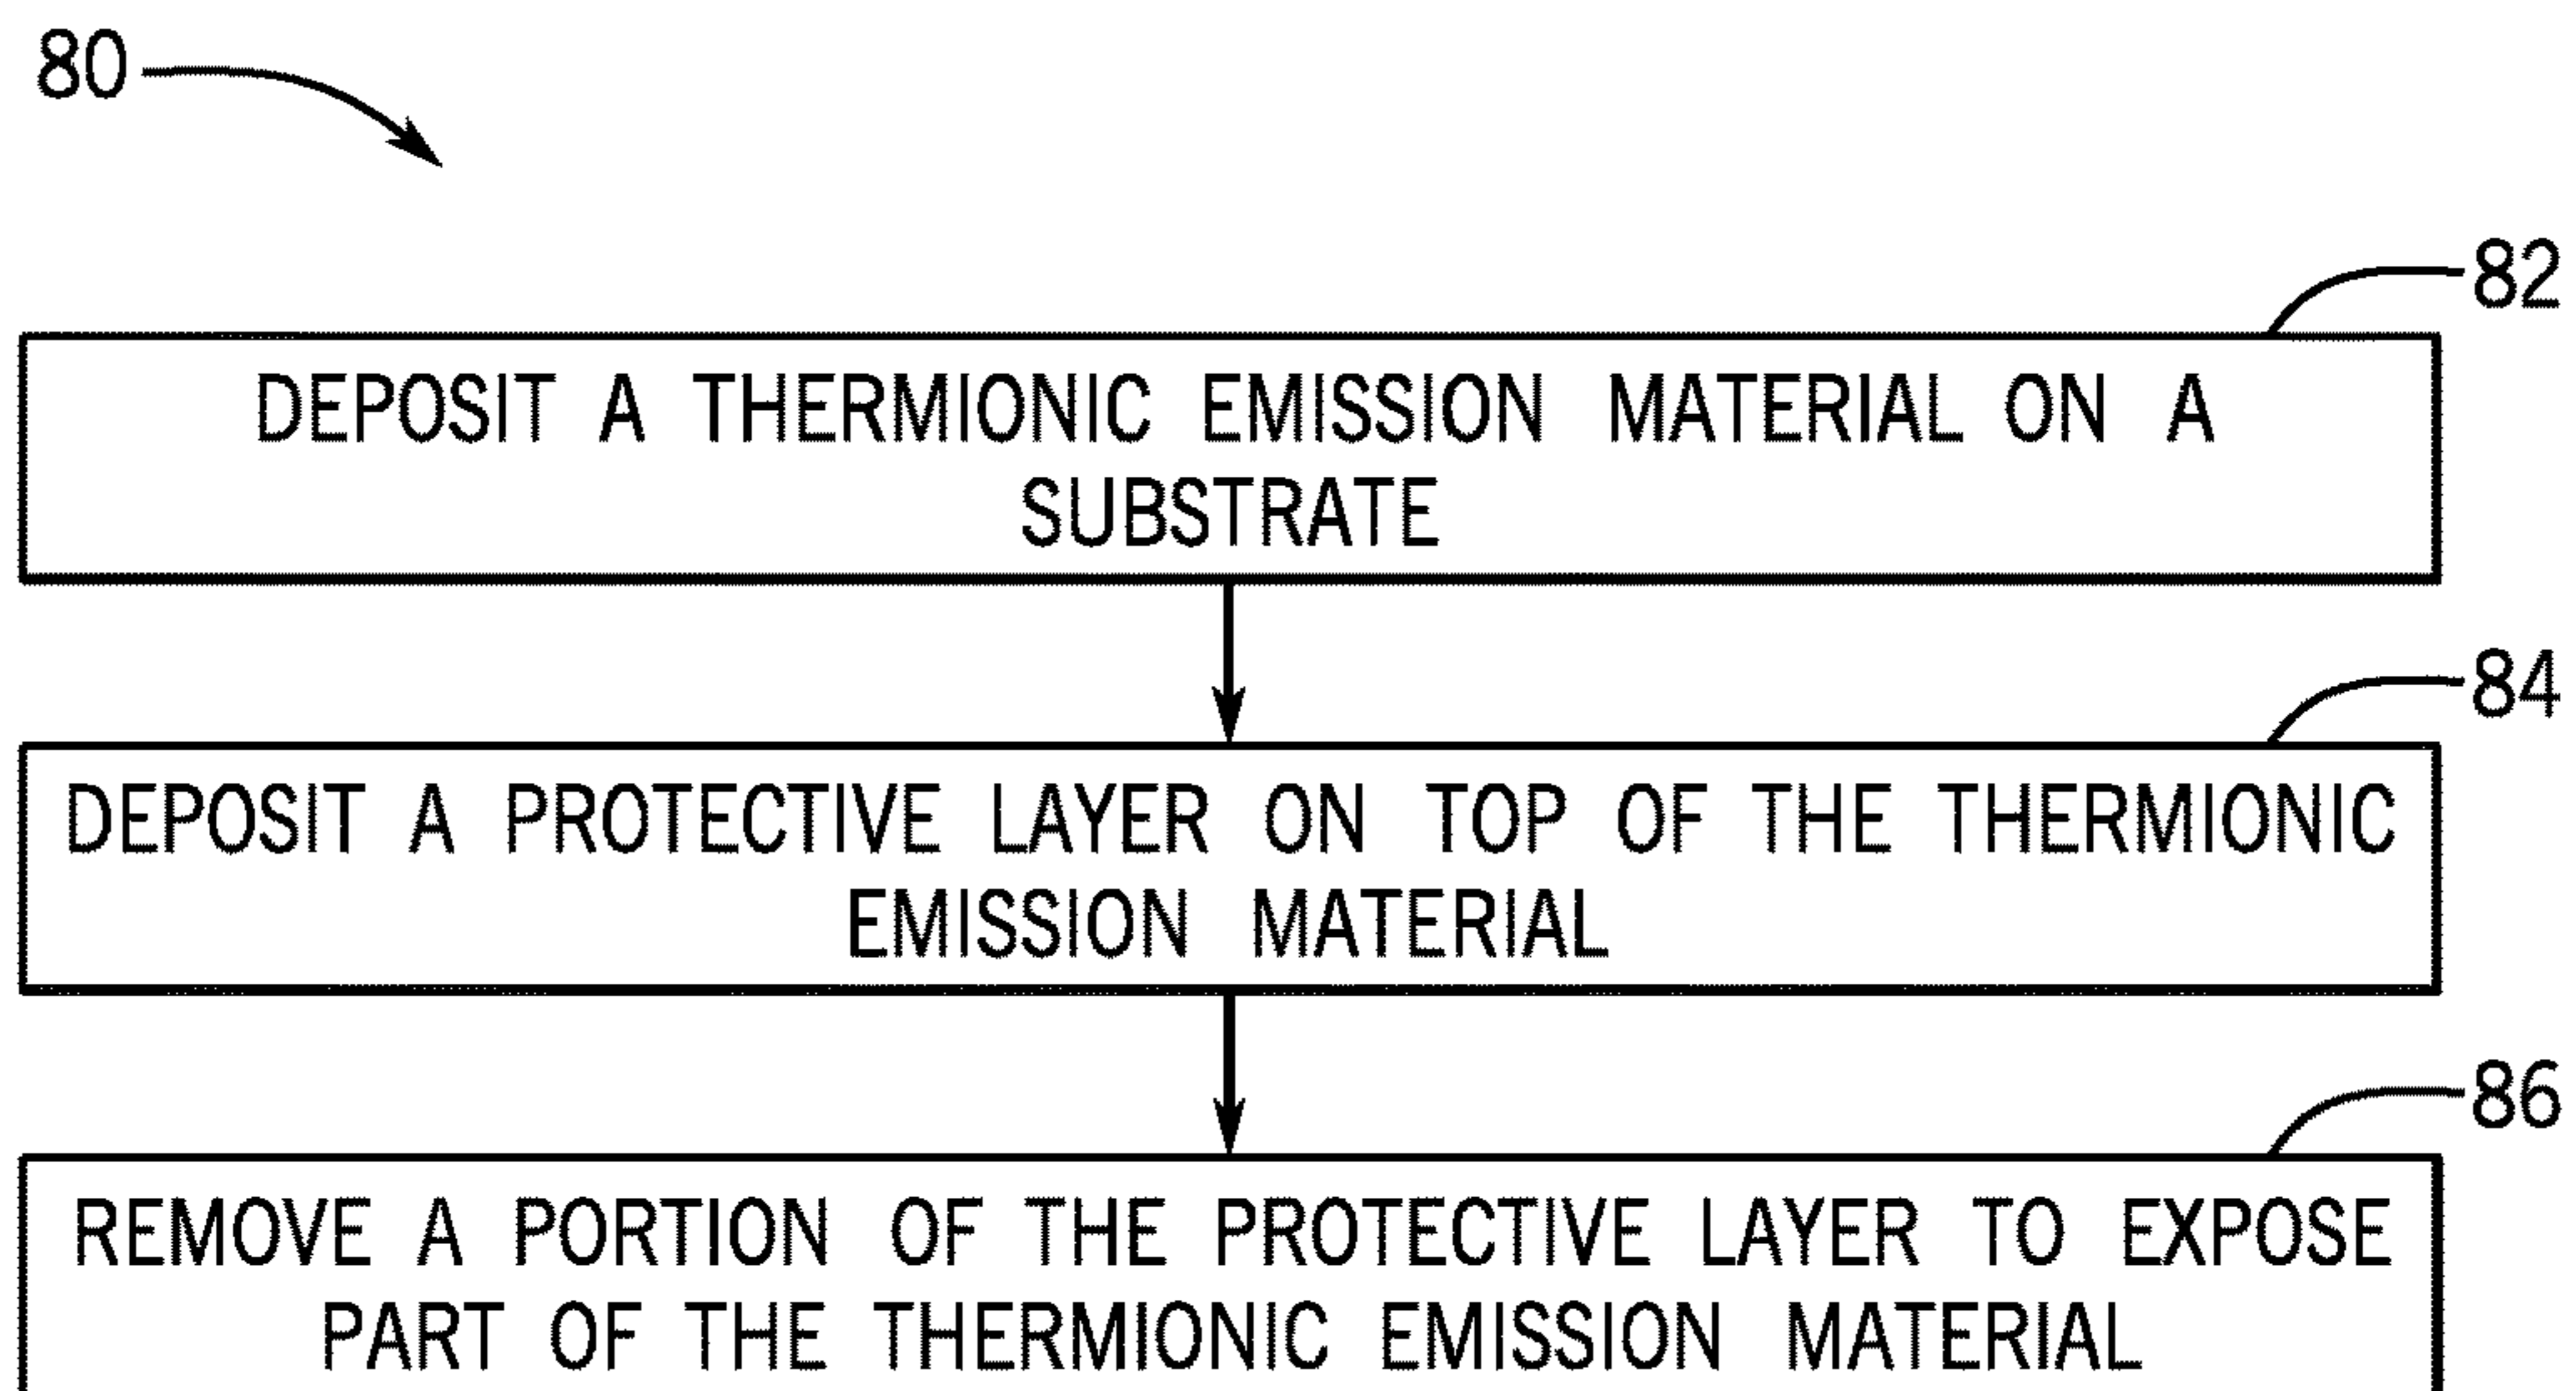 80
82
DEPOSIT A THERMIONIC EMISSION MATERIAL ON A
SUBSTRATE
84
DEPOSIT A PROTECTIVE LAYER ON TOP OF THE THERMIONIC
EMISSION MATERIAL
86
REMOVE A PORTION OF THE PROTECTIVE LAYER TO EXPOSE
PART OF THE THERMIONIC EMISSION MATERIAL